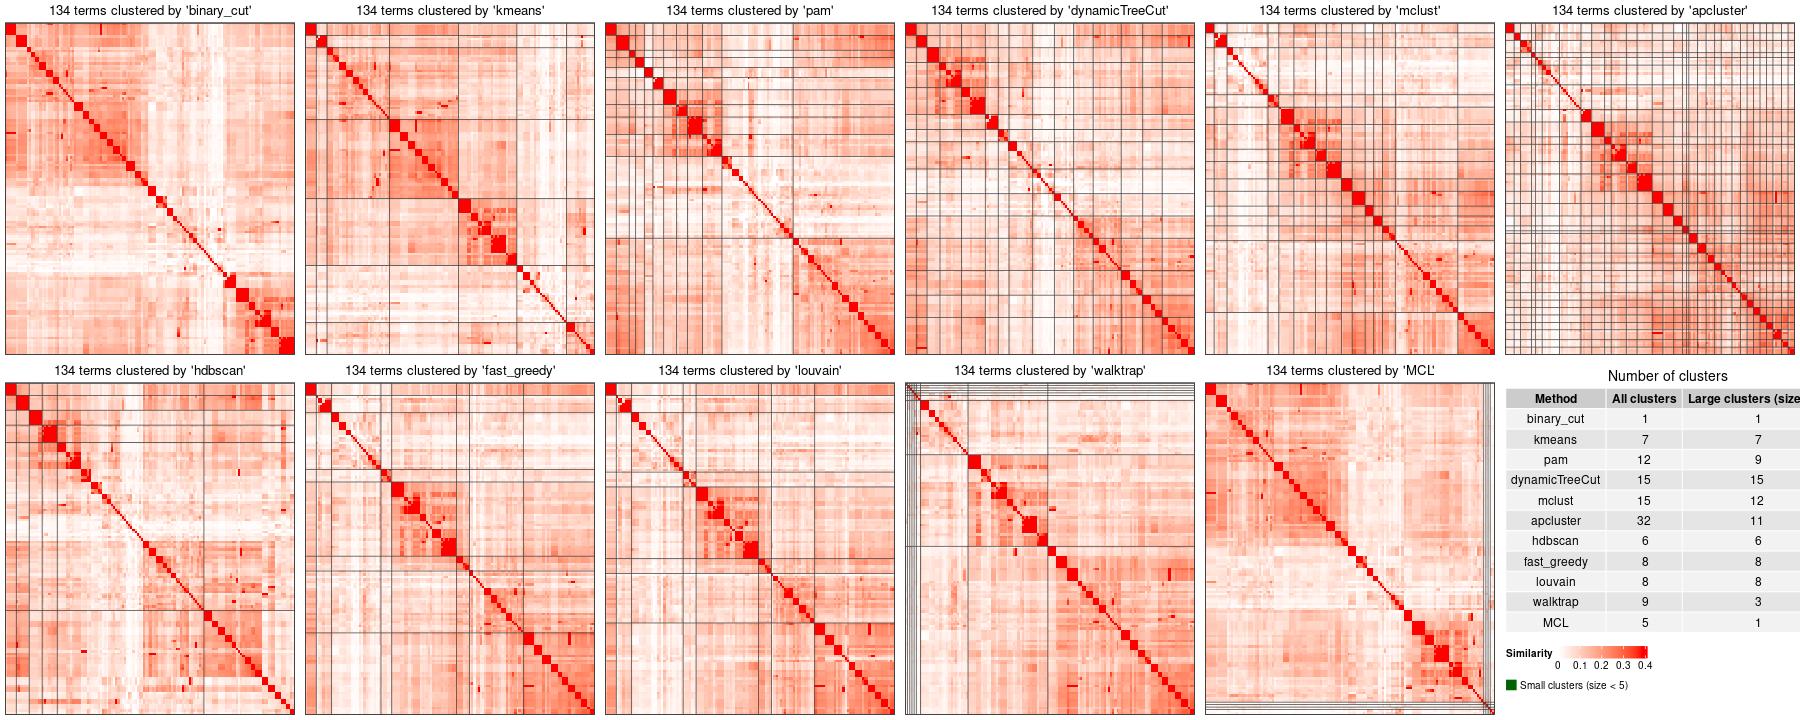 134 terms clustered by 'binary_cut'
134 terms clustered by 'kmeans'
134 terms clustered by 'pam'
134 terms clustered by 'dynamicTreeCut'
134 terms clustered by 'mclust'
134 terms clustered by 'apcluster'
134 terms clustered by 'hdbscan'
134 terms clustered by 'fast_greedy'
134 terms clustered by 'louvain'
134 terms clustered by 'walktrap'
134 terms clustered by 'MCL'
Number of clusters
Method All clusters Large clusters (size
binary_cut 1 1
kmeans 7 7
pam 12 9
dynamicTreeCut 15 15
mclust 15 12
apcluster 32 11
hdbscan 6 6
fast_greedy 8 8
louvain 8 8
walktrap 9 3
MCL 5 1
Similarity
0 0.1 0.2 0.3 0.4
Small clusters (size < 5)